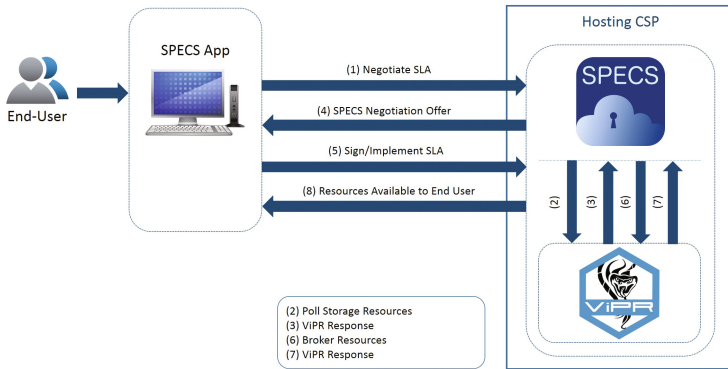 Hosting CSP
SPECS App
SPECS
End-User
(1) Negotiate SLA
(4) SPECS Negotiation Offer
(5) Sign/Implement SLA
(8) Resources Available to End User
(2)
(3)
(6)
(7)
ViPR
(2) Poll Storage Resources
(3) ViPR Response
(6) Broker Resources
(7) ViPR Response